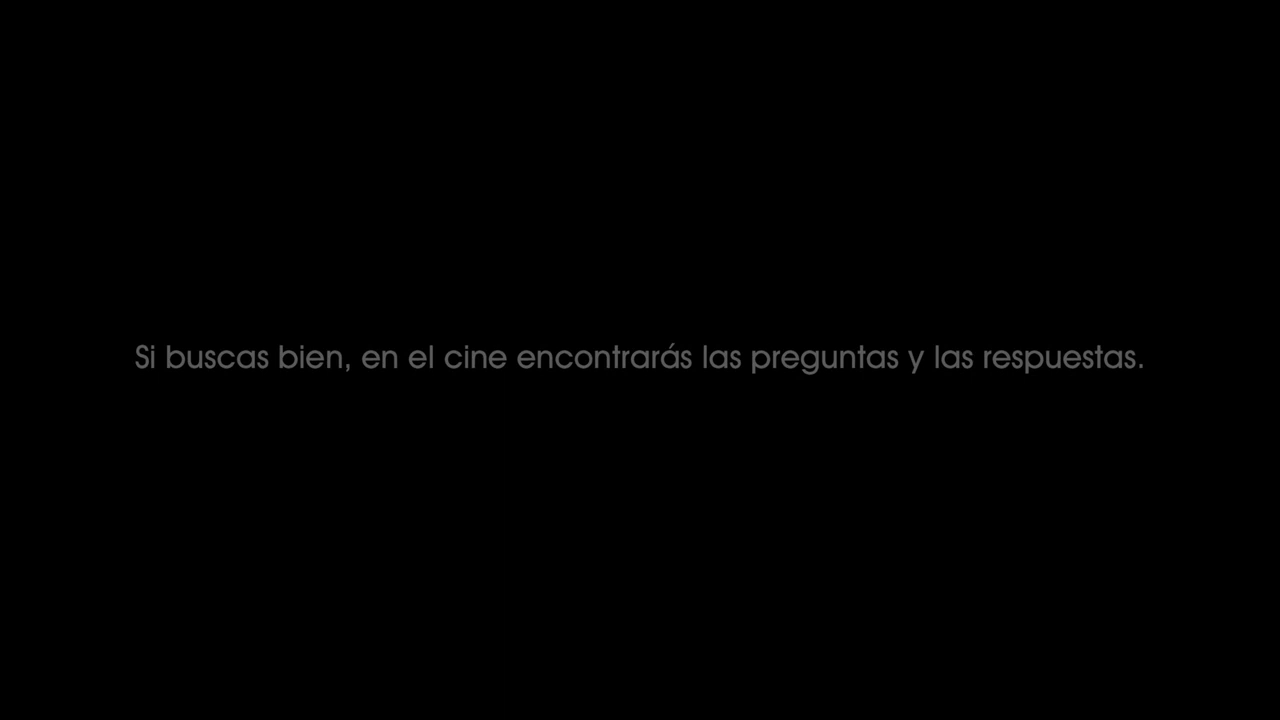 Si buscas bien, en el cine encontrarás las preguntas y las respuestas.